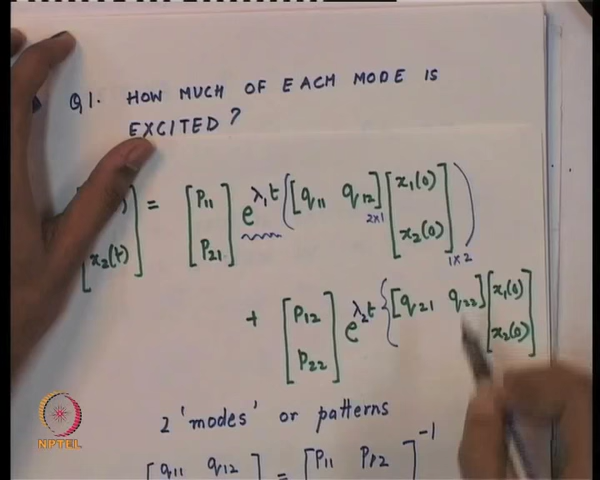 Q1. HOW MUCH OF EACH MODE IS
EXCITED?
[x₂(t)] = [p₁₁ p₂₁] e^λ₁t ([q₁₁ q₁₂] [x₁(0) x₂(0)])
2x1
1x2
+ [p₁₂ p₂₂] e^λ₂t {[q₂₁ q₂₂] [x₁(0) x₂(0)]
2 'modes' or patterns
[q₁₁ q₁₂] = [p₁₁ p₁₂]⁻¹
NPTEL